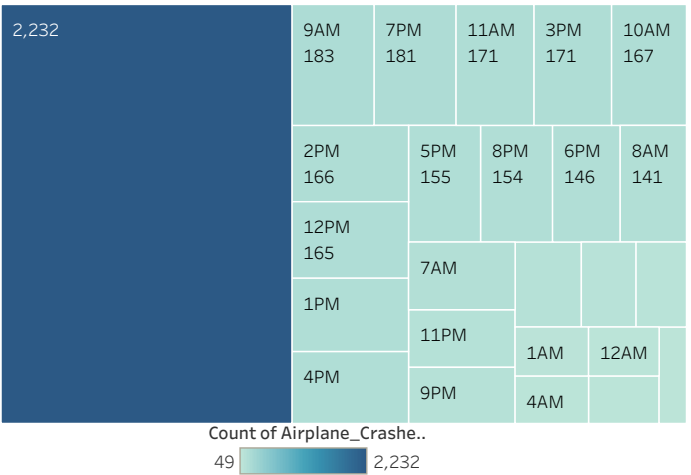 2,232
9AM
183
7PM
181
11AM
171
3PM
171
10AM
167
2PM
166
5PM
155
8PM
154
6PM
146
8AM
141
12PM
165
7AM
1PM
11PM
1AM
12AM
4PM
9PM
4AM
Count of Airplane_Crashe..
49
2,232